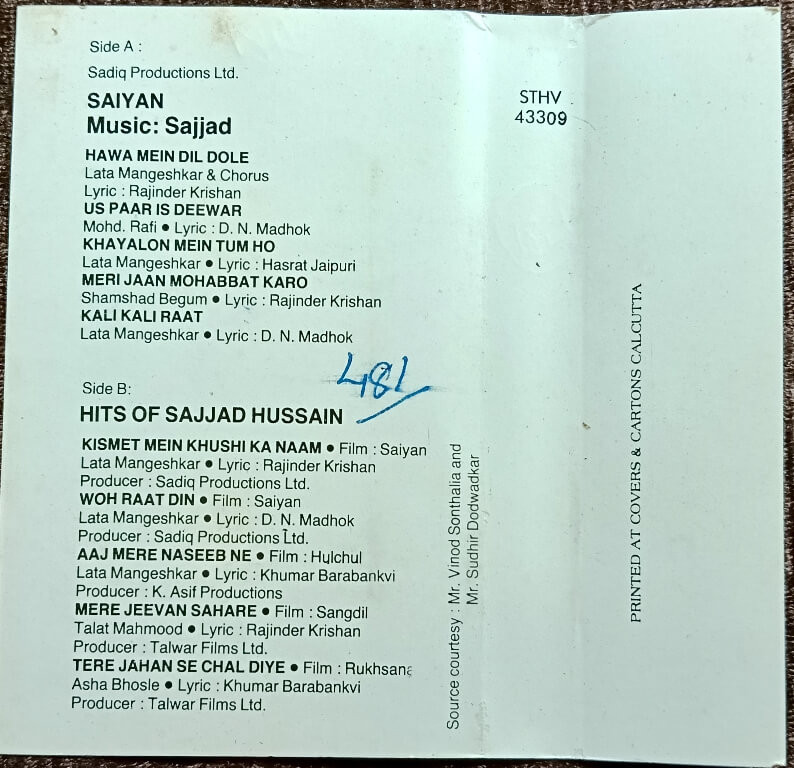 Side A :
Sadiq Productions Ltd.
SAIYAN
Music: Sajjad
HAWA MEIN DIL DOLE
Lata Mangeshkar & Chorus
Lyric : Rajinder Krishan
US PAAR IS DEEWAR
Mohd. Rafi • Lyric : D. N. Madhok
KHAYALON MEIN TUM HO
Lata Mangeshkar • Lyric : Hasrat Jaipuri
MERI JAAN MOHABBAT KARO
Shamshad Begum • Lyric : Rajinder Krishan
KALI KALI RAAT
Lata Mangeshkar • Lyric : D. N. Madhok
481
Side B:
HITS OF SAJJAD HUSSAIN
KISMET MEIN KHUSHI KA NAAM • Film : Saiyan
Lata Mangeshkar • Lyric : Rajinder Krishan
Producer : Sadiq Productions Ltd.
WOH RAAT DIN • Film : Saiyan
Lata Mangeshkar • Lyric : D. N. Madhok
Producer : Sadiq Productions Ltd.
AAJ MERE NASEEB NE • Film : Hulchul
Lata Mangeshkar • Lyric : Khumar Barabankvi
Producer : K. Asif Productions
MERE JEEVAN SAHARE • Film : Sangdil
Talat Mahmood • Lyric : Rajinder Krishan
Producer : Talwar Films Ltd.
TERE JAHAN SE CHAL DIYE • Film : Rukhsana
Asha Bhosle • Lyric : Khumar Barabankvi
Producer : Talwar Films Ltd.
Source courtesy : Mr. Vinod Sonthalia and
Mr. Sudhir Dodwadkar
STHV
43309
PRINTED AT COVERS & CARTONS CALCUTTA